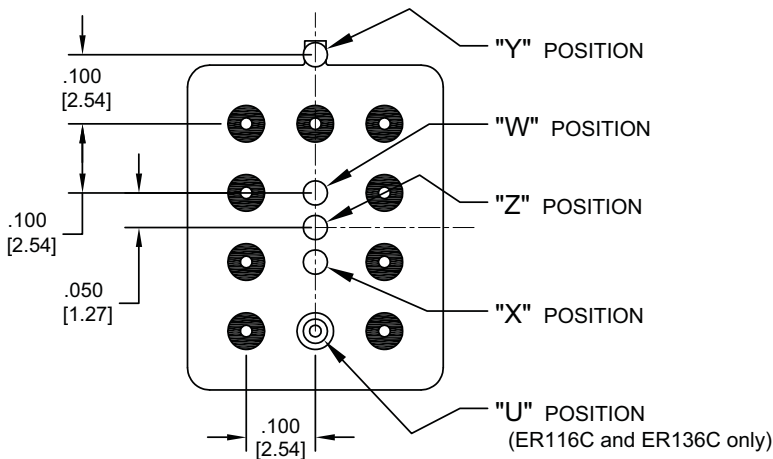 "Y" POSITION
.100
[2.54]
"W" POSITION
"Z" POSITION
.100
[2.54]
.050
[1.27]
"X" POSITION
"U" POSITION
(ER116C and ER136C only)
.100
[2.54]